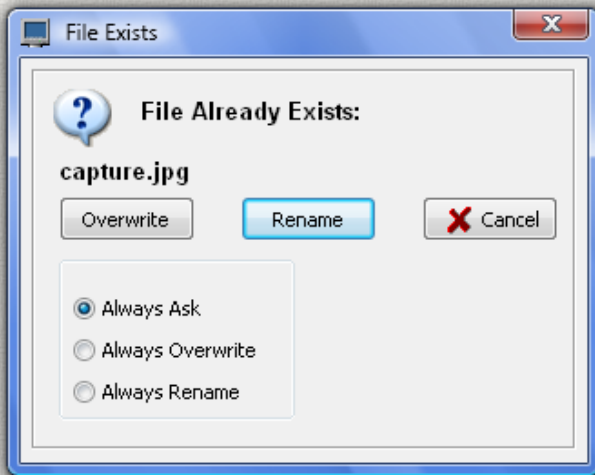 File Exists
File Already Exists:
capture.jpg
Overwrite Rename Cancel
Always Ask
Always Overwrite
Always Rename